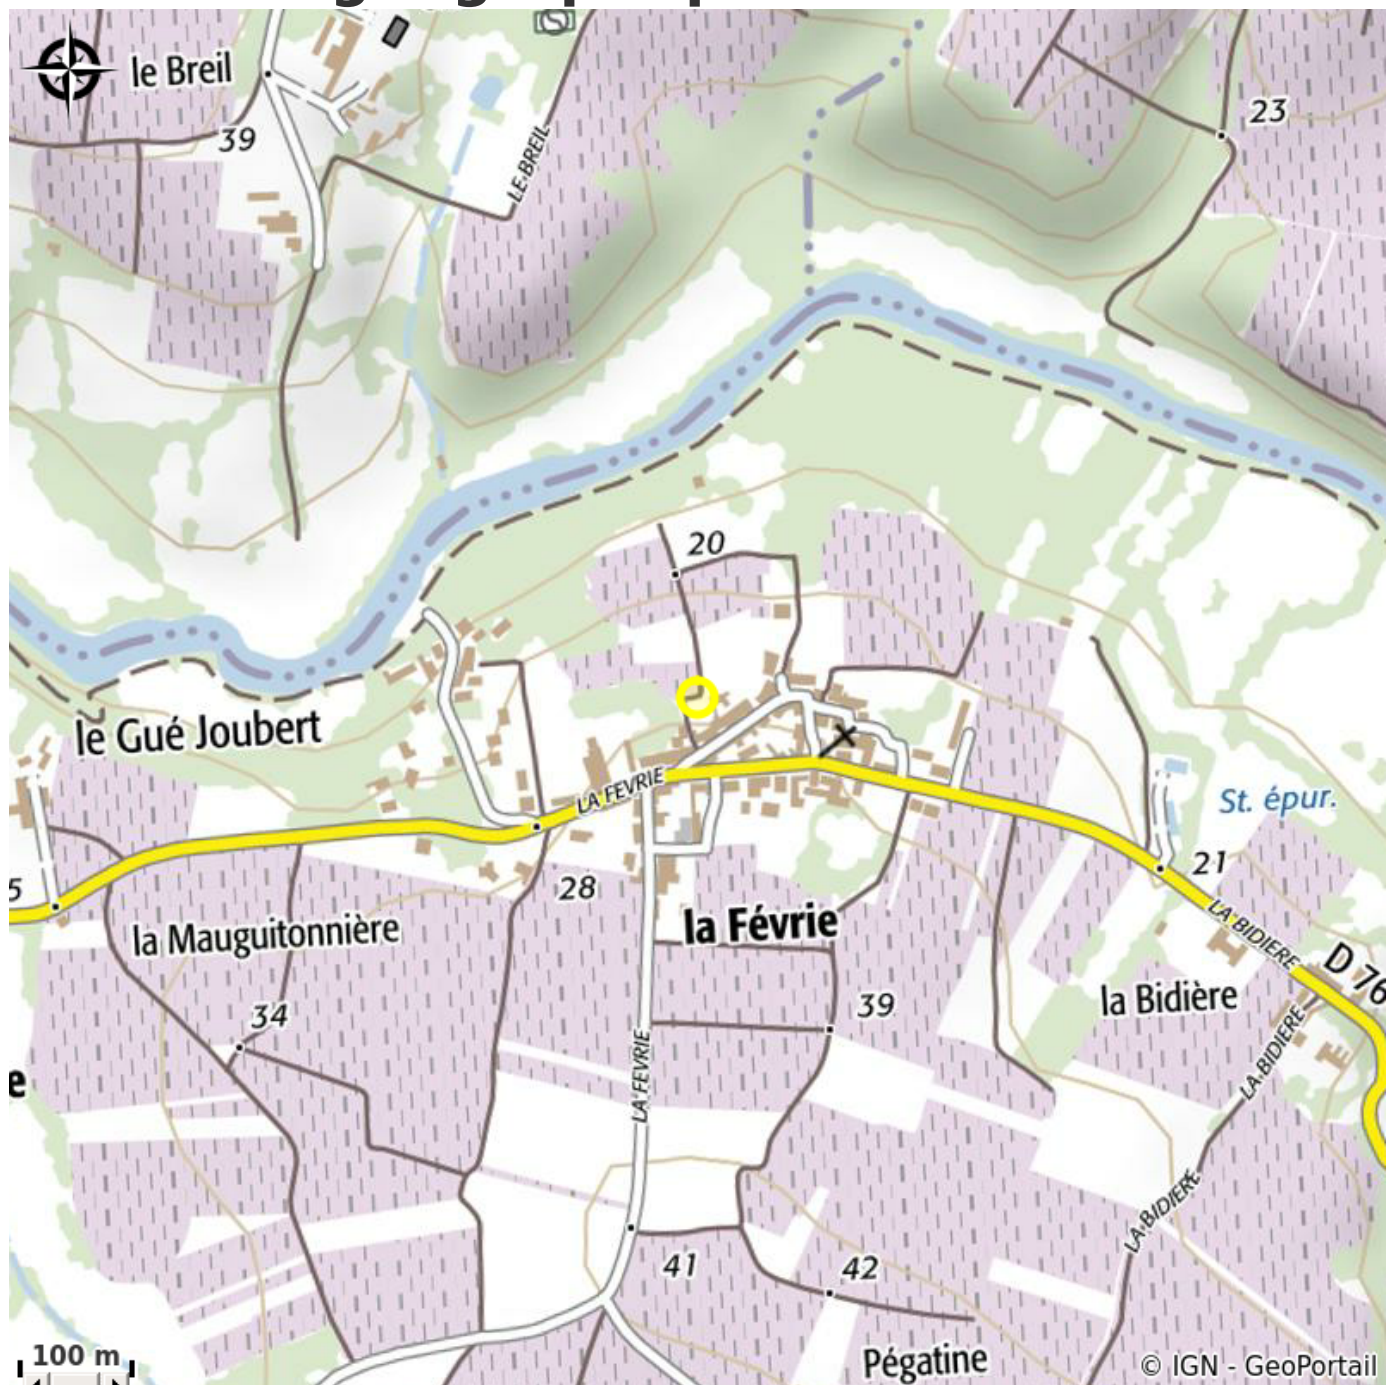 le Breil
39
LE BREIL
23
20
le Gué Joubert
LA FEVRIE
St. épur.
5
28
21
la Févrie
la Mauguitonnière
LA BIDIERE
D 76
39
la Bidière
34
LA FEVRIE
LA BIDIERE
e
LA BIDIERE
41
42
Pégatine
100 m
© IGN - GeoPortail